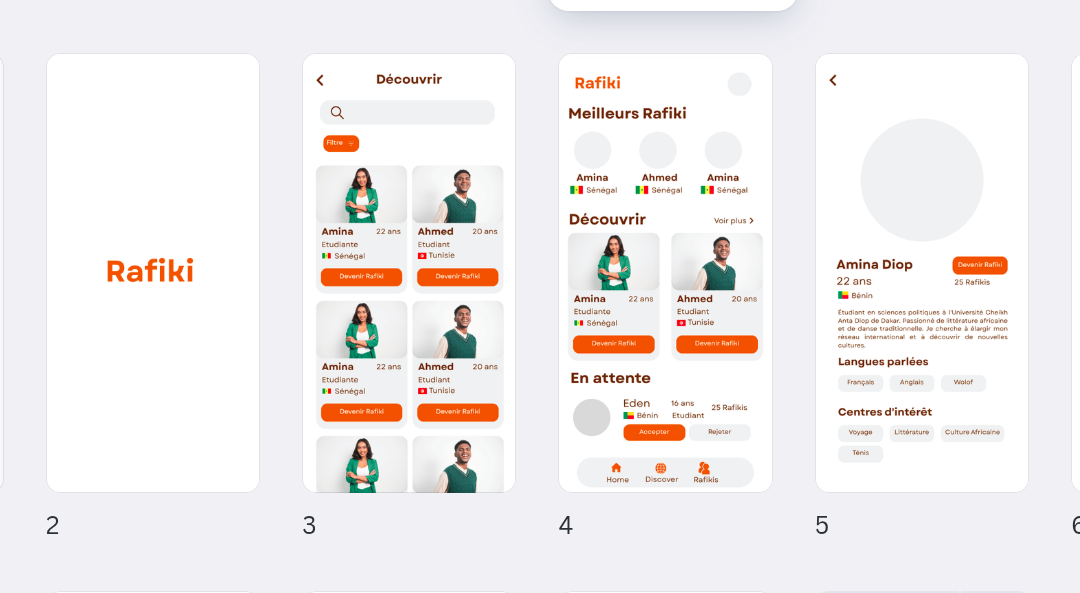 Rafiki
2
Découvrir
Filtre
Amina 22 ans
Etudiante
Sénégal
Devenir Rafiki
Ahmed 20 ans
Etudiant
Tunisie
Devenir Rafiki
Amina 22 ans
Etudiante
Sénégal
Devenir Rafiki
Ahmed 20 ans
Etudiant
Tunisie
Devenir Rafiki
3
Rafiki
Meilleurs Rafiki
Amina
Sénégal
Ahmed
Sénégal
Amina
Sénégal
Découvrir Voir plus
Amina 22 ans
Etudiante
Sénégal
Devenir Rafiki
Ahmed 20 ans
Etudiant
Tunisie
Devenir Rafiki
En attente
Eden 16 ans 25 Rafikis
Bénin Etudiant
Accepter Rejeter
Home Discover Rafikis
4
Amina Diop Devenir Rafiki
22 ans 25 Rafikis
Bénin
Étudiant en sciences politiques à l'Université Cheikh
Anta Diop de Dakar. Passionné de littérature africaine
et de danse traditionnelle. Je cherche à élargir mon
réseau international et à découvrir de nouvelles
cultures.
Langues parlées
Français Anglais Wolof
Centres d'intérêt
Voyage Littérature Culture Africaine
Ténis
5